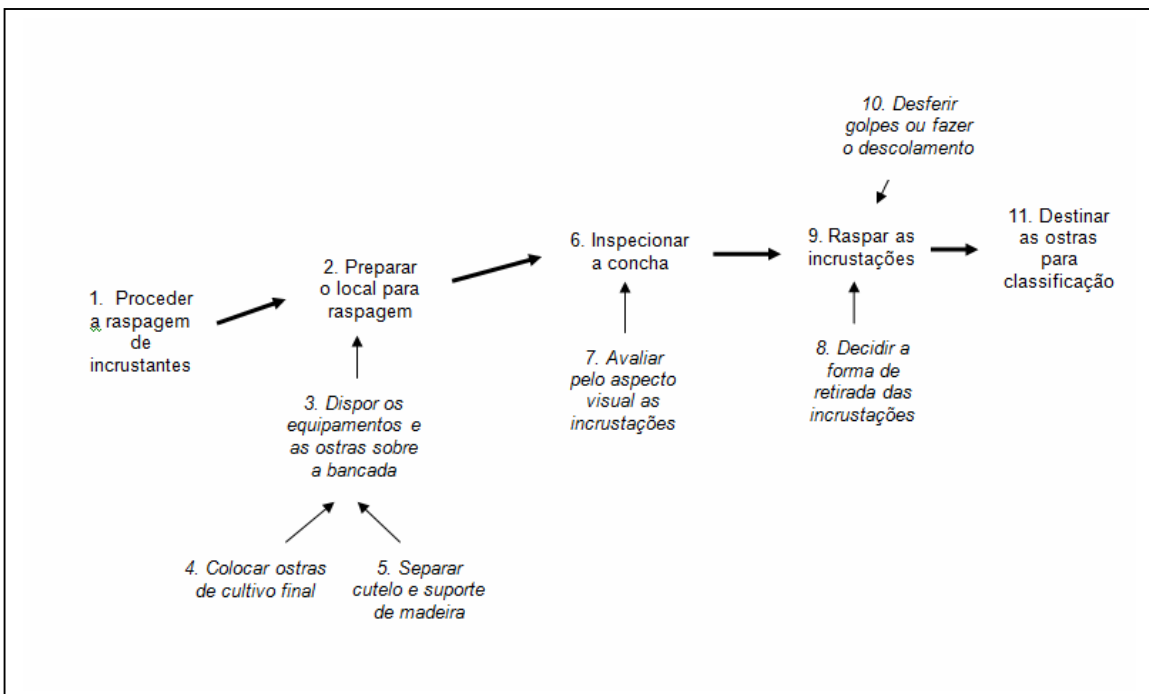 1. Proceder
a raspagem
de
incrustantes
2. Preparar
o local para
raspagem
3. Dispor os
equipamentos e
as ostras sobre
a bancada
4. Colocar ostras
de cultivo final
5. Separar
cutelo e suporte
de madeira
6. Inspecionar
a concha
7. Avaliar
pelo aspecto
visual as
incrustações
8. Decidir a
forma de
retirada das
incrustações
9. Raspar as
incrustações
10. Desferir
golpes ou fazer
o descolamento
11. Destinar
as ostras
para
classificação